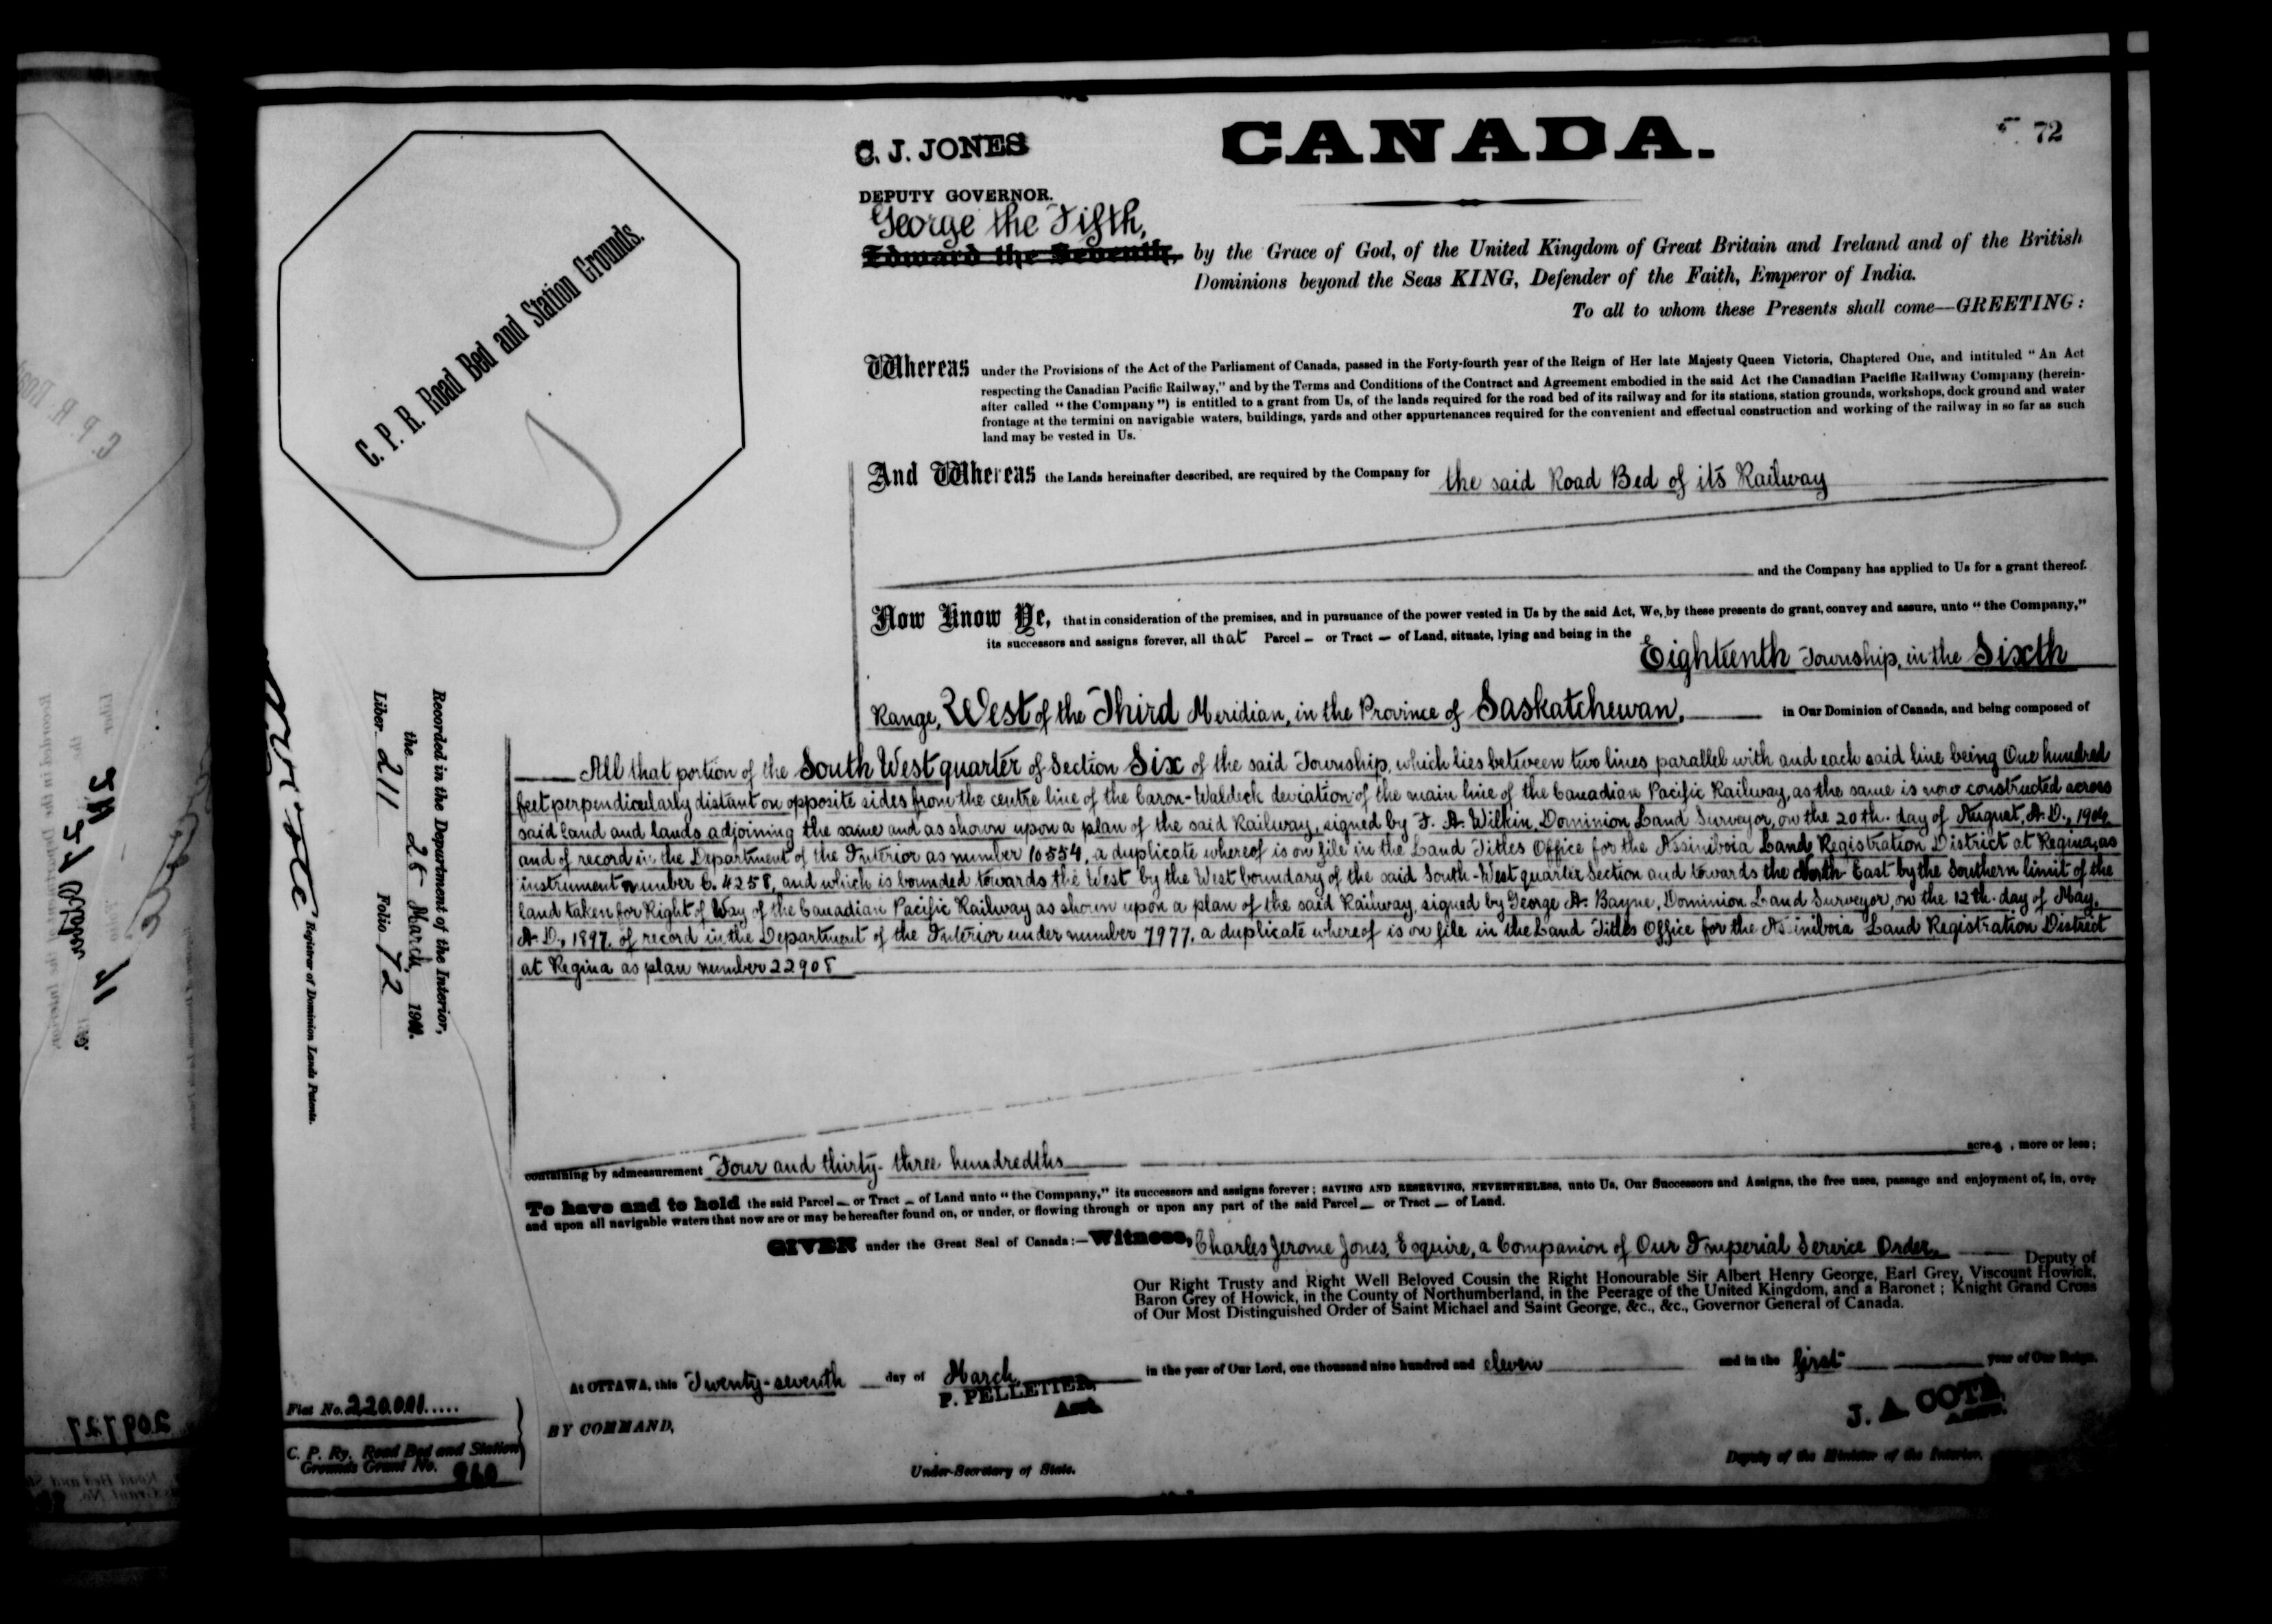 CANADA.
72
C. J. JONES
DEPUTY GOVERNOR.
George the Fifth,
Edward the Seventh, by the Grace of God, of the United Kingdom of Great Britain and Ireland and of the British
Dominions beyond the Seas KING, Defender of the Faith, Emperor of India.
To all to whom these Presents shall come—GREETING:
C. P. R. Road Bed and Station Grounds.
Whereas under the Provisions of the Act of the Parliament of Canada, passed in the Forty-fourth year of the Reign of Her late Majesty Queen Victoria, Chaptered One, and intituled "An Act
respecting the Canadian Pacific Railway," and by the Terms and Conditions of the Contract and Agreement embodied in the said Act the Canadian Pacific Railway Company (herein-
after called "the Company") is entitled to a grant from Us, of the lands required for the road bed of its railway and for its stations, station grounds, workshops, dock ground and water
frontage at the termini on navigable waters, buildings, yards and other appurtenances required for the convenient and effectual construction and working of the railway in so far as such
land may be vested in Us.
And Whereas the Lands hereinafter described, are required by the Company for the said Road Bed of its Railway
and the Company has applied to Us for a grant thereof.
Now Know Ye, that in consideration of the premises, and in pursuance of the power vested in Us by the said Act, We, by these presents do grant, convey and assure, unto "the Company,"
its successors and assigns forever, all that Parcel – or Tract – of Land, situate, lying and being in the Eighteenth Township, in the Sixth
Range, West of the Third Meridian, in the Province of Saskatchewan, in Our Dominion of Canada, and being composed of
All that portion of the South West quarter of Section Six of the said Township, which lies between two lines parallel with and each said line being One hundred
feet perpendicularly distant on opposite sides from the centre line of the Caron-Waldeck deviation of the main line of the Canadian Pacific Railway, as the same is now constructed across
said land and lands adjoining the same and as shown upon a plan of the said Railway, signed by F. A. Wilkin, Dominion Land Surveyor, on the 20th. day of August, A.D.,
and of record in the Department of the Interior as number 10554, a duplicate whereof is on file in the Land Titles Office for the Assiniboia Land Registration District at Regina, as
instrument number C. 4258, and which is bounded towards the West by the West boundary of the said South-West quarter Section and towards the North East by the Southern limit of the
land taken for Right of Way of the Canadian Pacific Railway as shown upon a plan of the said Railway, signed by George A. Bayne, Dominion Land Surveyor, on the 12th. day of May,
A.D., 1897, of record in the Department of the Interior under number 7977, a duplicate whereof is on file in the Land Titles Office for the As iniboia Land Registration District
at Regina as plan number 22908
containing by admeasurement Four and thirty-three hundredths acres, more or less;
To have and to hold the said Parcel – or Tract – of Land unto "the Company," its successors and assigns forever; SAVING AND RESERVING, NEVERTHELESS, unto Us, Our Successors and Assigns, the free uses, passage and enjoyment of, in, over
and upon all navigable waters that now are or may be hereafter found on, or under, or flowing through or upon any part of the said Parcel – or Tract – of Land.
GIVEN under the Great Seal of Canada:—Witness, Charles Jerome Jones, Esquire, a Companion of Our Imperial Service Order, Deputy of
Our Right Trusty and Right Well Beloved Cousin the Right Honourable Sir Albert Henry George, Earl Grey, Viscount Howick,
Baron Grey of Howick, in the County of Northumberland, in the Peerage of the United Kingdom, and a Baronet; Knight Grand Cross
of Our Most Distinguished Order of Saint Michael and Saint George, &c., &c., Governor General of Canada.
At OTTAWA, this Twenty-seventh day of March in the year of Our Lord, one thousand nine hundred and eleven and in the first year of Our Reign.
P. PELLETIER,
Asst.
J. A. COTE,
Asst.
BY COMMAND,
Under-Secretary of State.
Deputy of the Minister of the Interior.
Recorded in the Department of the Interior,
the 28 March
Liber 211 Folio 72
Registrar of Dominion Lands Patents.
Fiat No. 220.001
C. P. Ry. Road Bed and Station
Grounds Grant No. 960
209727